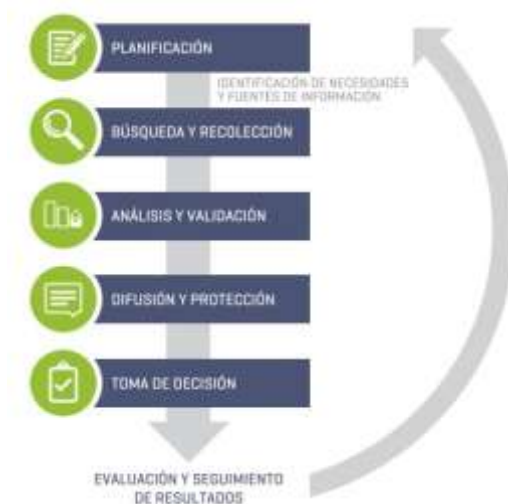 PLANIFICACIÓN
IDENTIFICACIÓN DE NECESIDADES
Y FUENTES DE INFORMACIÓN
BÚSQUEDA Y RECOLECCIÓN
ANÁLISIS Y VALIDACIÓN
DIFUSIÓN Y PROTECCIÓN
TOMA DE DECISIÓN
EVALUACIÓN Y SEGUIMIENTO
DE RESULTADOS